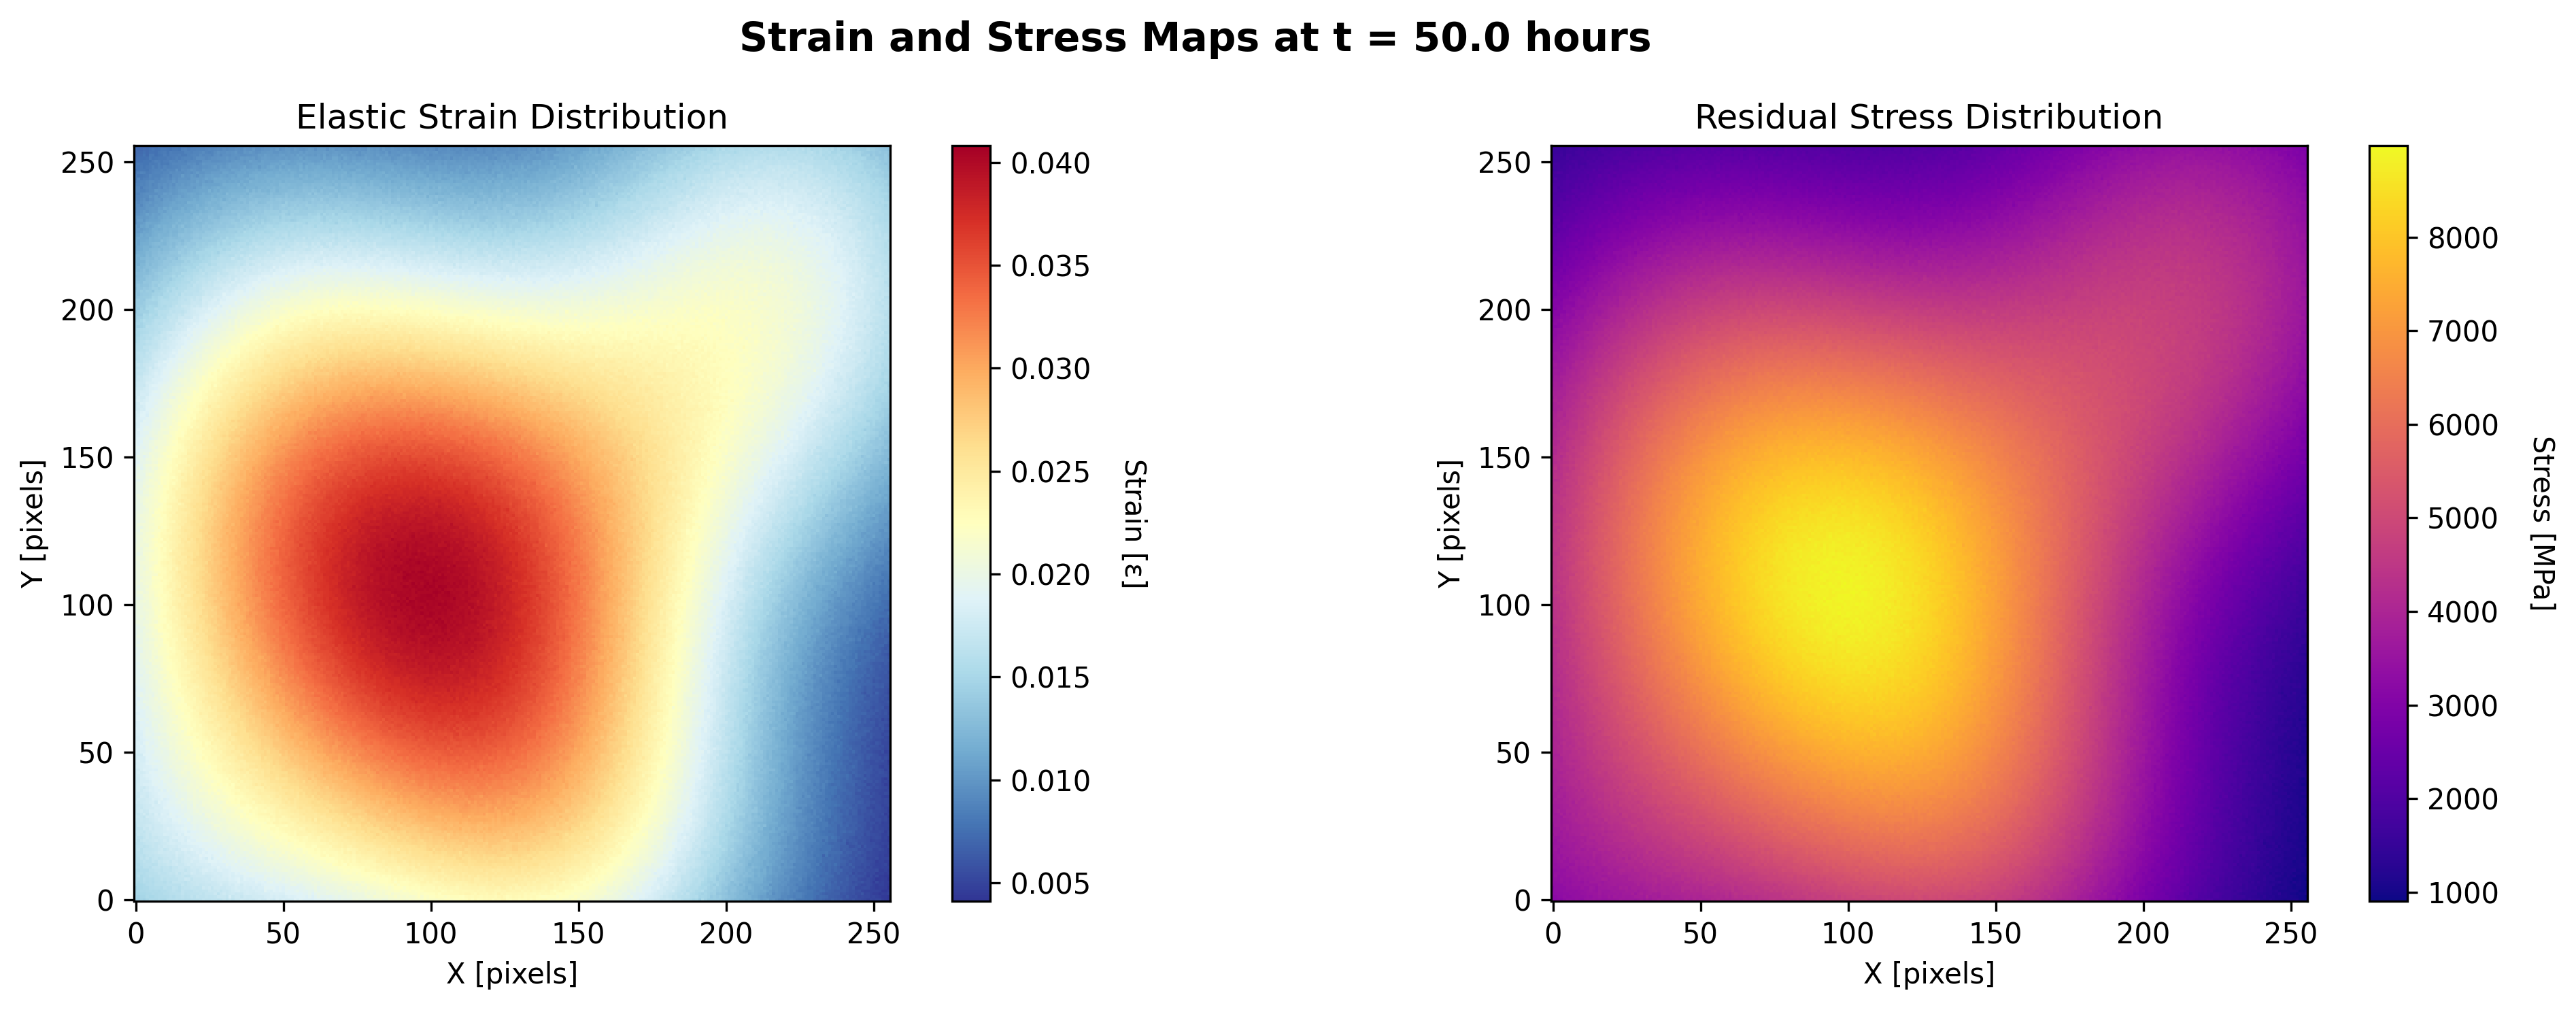 Strain and Stress Maps at t = 50.0 hours
Elastic Strain Distribution
250
200
150
100
50
0
0 50 100 150 200 250
X [pixels]
Y [pixels]
0.040
0.035
0.030
0.025
0.020
0.015
0.010
0.005
Strain [ε]
Residual Stress Distribution
250
200
150
100
50
0
0 50 100 150 200 250
X [pixels]
Y [pixels]
8000
7000
6000
5000
4000
3000
2000
1000
Stress [MPa]